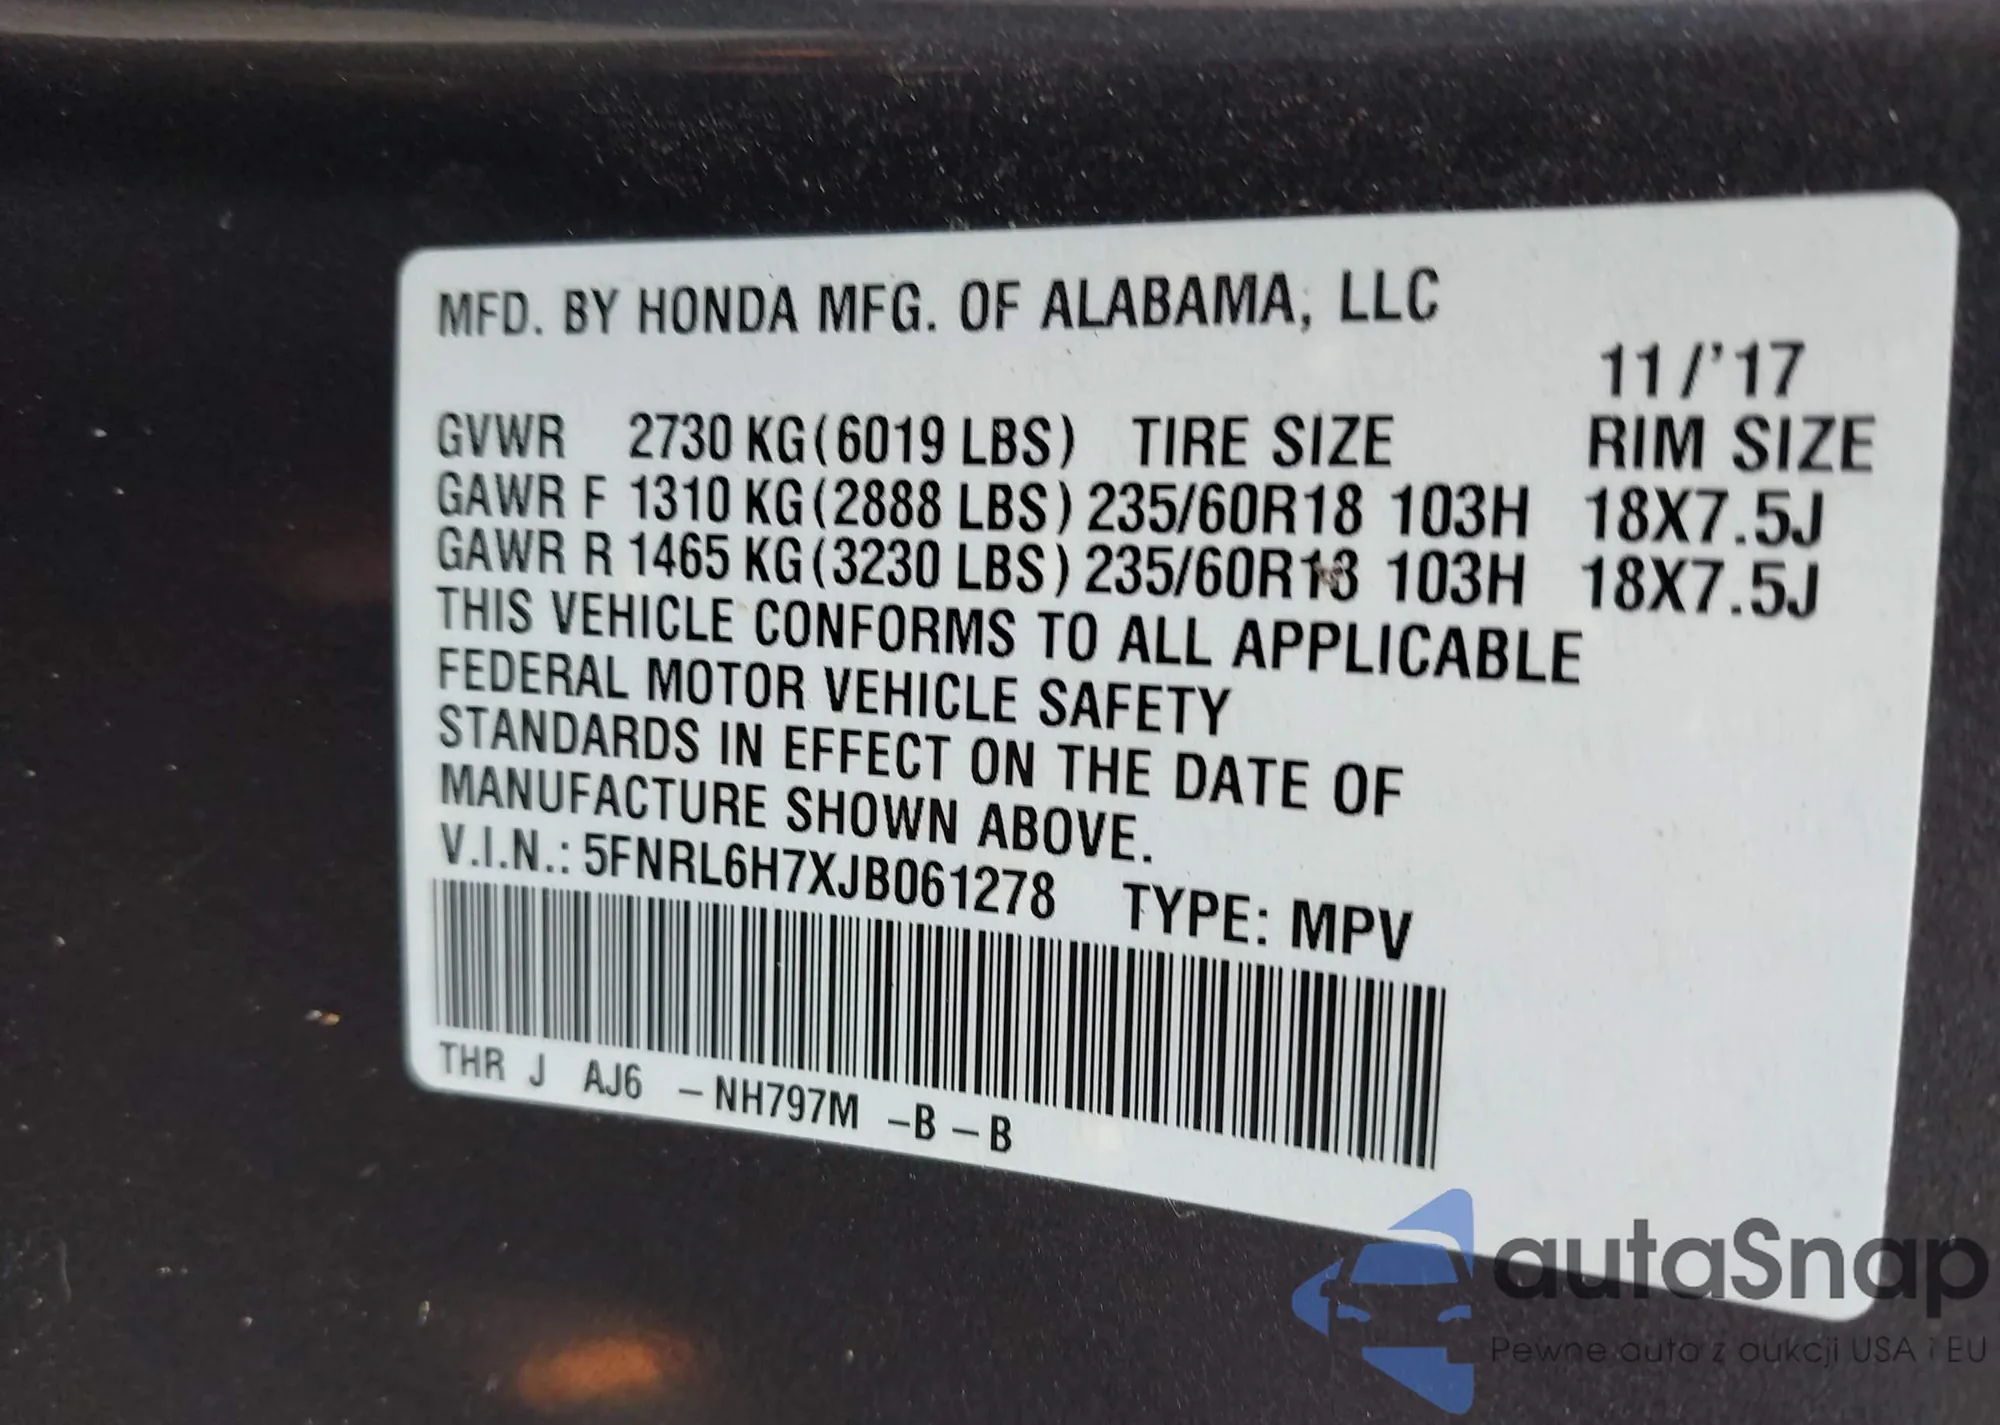 MFD. BY HONDA MFG. OF ALABAMA, LLC
11/'17
GVWR 2730 KG(6019 LBS) TIRE SIZE RIM SIZE
GAWR F 1310 KG(2888 LBS) 235/60R18 103H 18X7.5J
GAWR R 1465 KG(3230 LBS) 235/60R18 103H 18X7.5J
THIS VEHICLE CONFORMS TO ALL APPLICABLE
FEDERAL MOTOR VEHICLE SAFETY
STANDARDS IN EFFECT ON THE DATE OF
MANUFACTURE SHOWN ABOVE.
V.I.N.: 5FNRL6H7XJB061278 TYPE: MPV
THR J AJ6 -NH797M -B-B
autaSnap
Pewne auta z aukcji USA i EU